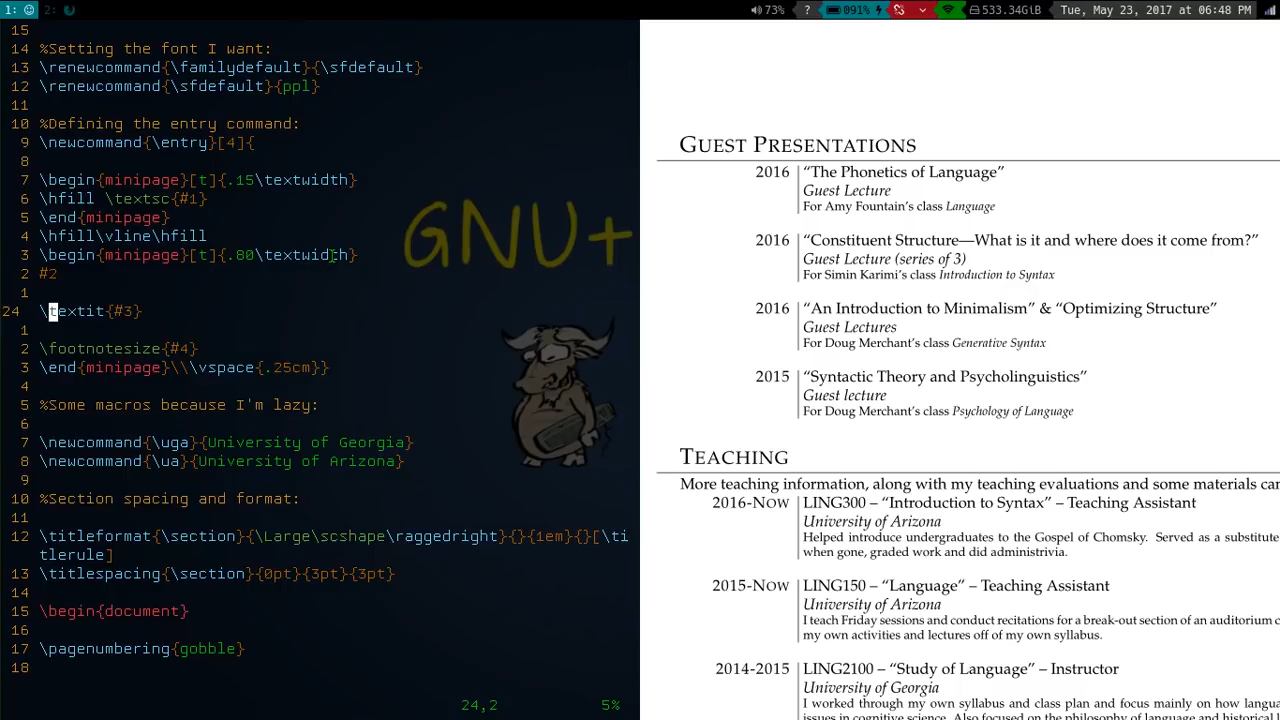 1: 2: 73% ? 091% 533.34GiB Tue, May 23, 2017 at 06:48 PM
15
14 %Setting the font I want:
13 \renewcommand{\familydefault}{\sfdefault}
12 \renewcommand{\sfdefault}{ppl}
11
10 %Defining the entry command:
9 \newcommand{\entry}[4]{
8
7 \begin{minipage}[t]{.15\textwidth}
6 \hfill \textsc{#1}
5 \end{minipage}
4 \hfill\vline\hfill
3 \begin{minipage}[t]{.80\textwidth}
2 #2
1
24 \textit{#3}
1
2 \footnotesize{#4}
3 \end{minipage}\\\vspace{.25cm}}
4
5 %Some macros because I'm lazy:
6
7 \newcommand{\uga}{University of Georgia}
8 \newcommand{\ua}{University of Arizona}
9
10 %Section spacing and format:
11
12 \titleformat{\section}{\Large\scshape\raggedright}{}{1em}{}[\ti
tlerule]
13 \titlespacing{\section}{0pt}{3pt}{3pt}
14
15 \begin{document}
16
17 \pagenumbering{gobble}
18
24,2 5%
GNU+
Guest Presentations
2016 “The Phonetics of Language”
Guest Lecture
For Amy Fountain’s class Language
2016 “Constituent Structure—What is it and where does it come from?”
Guest Lecture (series of 3)
For Simin Karimi’s class Introduction to Syntax
2016 “An Introduction to Minimalism” & “Optimizing Structure”
Guest Lectures
For Doug Merchant’s class Generative Syntax
2015 “Syntactic Theory and Psycholinguistics”
Guest lecture
For Doug Merchant’s class Psychology of Language
Teaching
More teaching information, along with my teaching evaluations and some materials can
2016-Now LING300 – “Introduction to Syntax” – Teaching Assistant
University of Arizona
Helped introduce undergraduates to the Gospel of Chomsky. Served as a substitute
when gone, graded work and did administrivia.
2015-Now LING150 – “Language” – Teaching Assistant
University of Arizona
I teach Friday sessions and conduct recitations for a break-out section of an auditorium
my own activities and lectures off of my own syllabus.
2014-2015 LING2100 – “Study of Language” – Instructor
University of Georgia
I worked through my own syllabus and class plan and focus mainly on how
issues in cognitive science. Also focused on the philosophy of language and historical